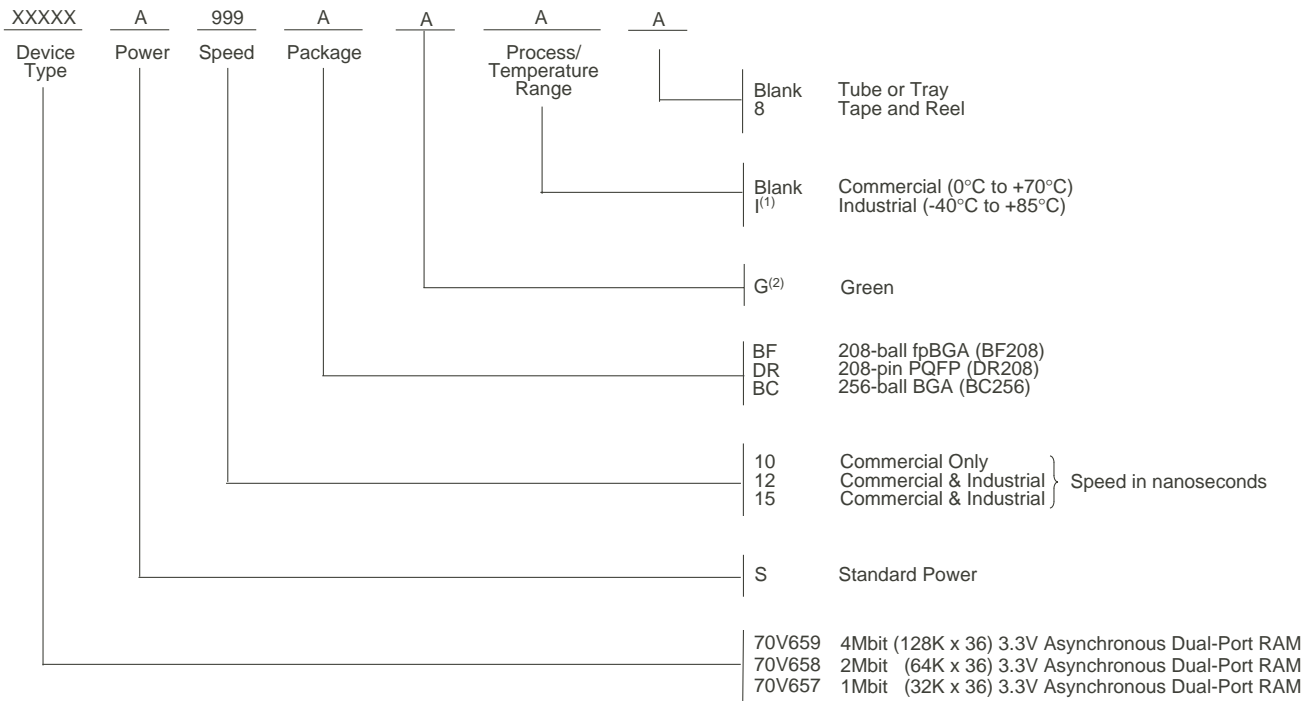 XXXXX A 999 A A A A
Device Type Power Speed Package Process/ Temperature Range
Blank Tube or Tray
8 Tape and Reel
Blank Commercial (0°C to +70°C)
I(1) Industrial (-40°C to +85°C)
G(2) Green
BF 208-ball fpBGA (BF208)
DR 208-pin PQFP (DR208)
BC 256-ball BGA (BC256)
10 Commercial Only
12 Commercial & Industrial Speed in nanoseconds
15 Commercial & Industrial
S Standard Power
70V659 4Mbit (128K x 36) 3.3V Asynchronous Dual-Port RAM
70V658 2Mbit (64K x 36) 3.3V Asynchronous Dual-Port RAM
70V657 1Mbit (32K x 36) 3.3V Asynchronous Dual-Port RAM